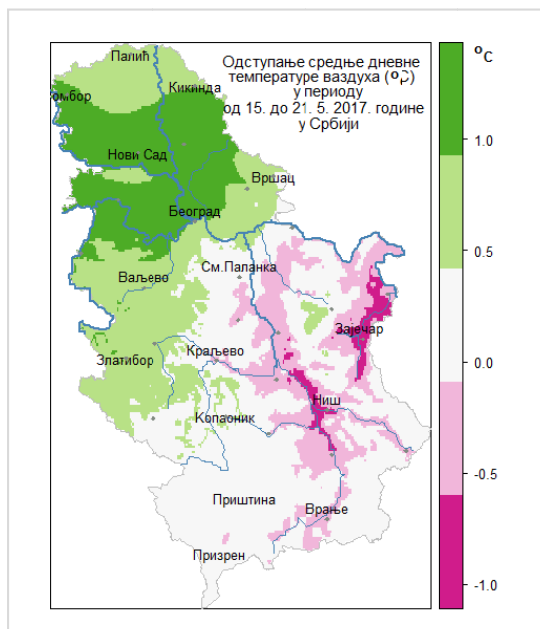 Одступање средње дневне
температуре ваздуха (ºC)
у периоду
од 15. до 21. 5. 2017. године
у Србији
ºC
Палић
Кикинда
Нови Сад
Вршац
Београд
См.Паланка
Ваљево
Зајечар
Краљево
Златибор
Ниш
Копаоник
Приштина
Врање
Призрен
1.0
0.5
0.0
-0.5
-1.0